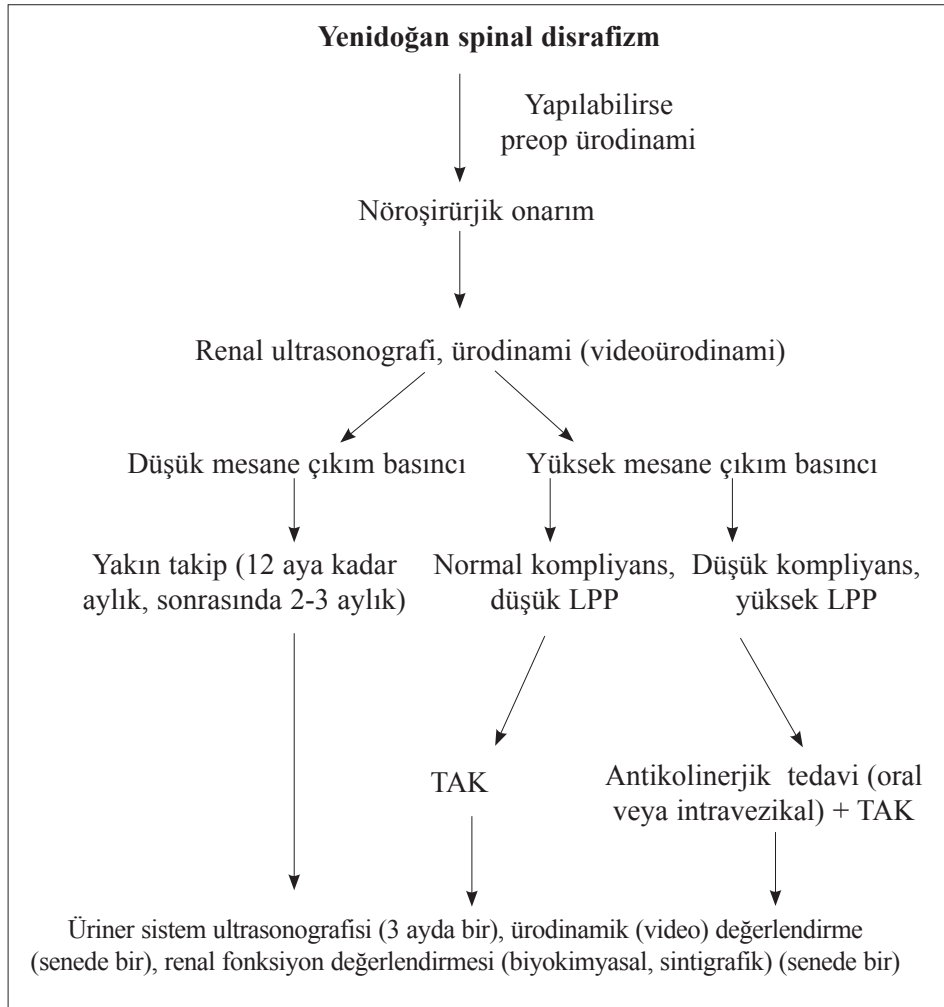 Yenidoğan spinal disrafizm
Yapılabilirse
preop ürodinami
Nöroşirürjik onarım
Renal ultrasonografi, ürodinami (videoürodinami)
Düşük mesane çıkım basıncı
Yüksek mesane çıkım basıncı
Yakın takip (12 aya kadar
aylık, sonrasında 2-3 aylık)
Normal kompliyans,
düşük LPP
Düşük kompliyans,
yüksek LPP
TAK
Antikolinerjik tedavi (oral
veya intravezikal) + TAK
Üriner sistem ultrasonografisi (3 ayda bir), ürodinamik (video) değerlendirme
(senede bir), renal fonksiyon değerlendirmesi (biyokimyasal, sintigrafik) (senede bir)